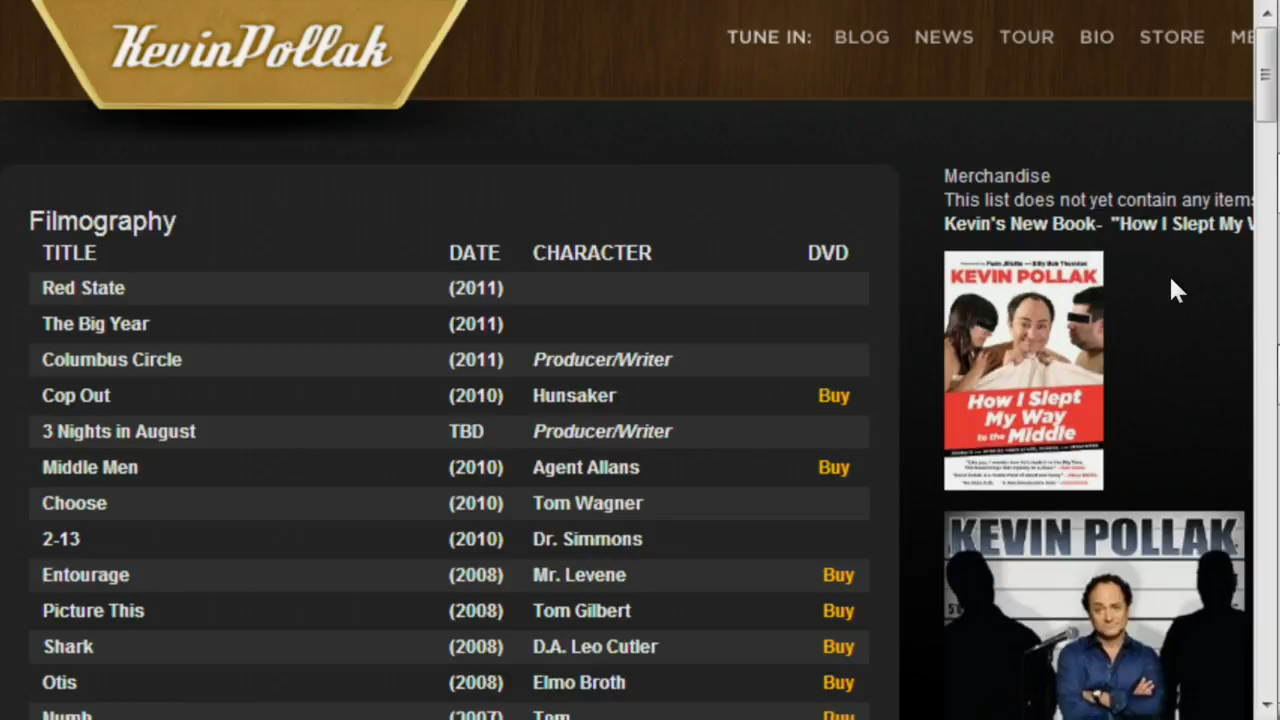 KevinPollak
TUNE IN: BLOG NEWS TOUR BIO STORE ME
Filmography
TITLE DATE CHARACTER DVD
Red State (2011)
The Big Year (2011)
Columbus Circle (2011) Producer/Writer
Cop Out (2010) Hunsaker Buy
3 Nights in August TBD Producer/Writer
Middle Men (2010) Agent Allans Buy
Choose (2010) Tom Wagner
2-13 (2010) Dr. Simmons
Entourage (2008) Mr. Levene Buy
Picture This (2008) Tom Gilbert Buy
Shark (2008) D.A. Leo Cutler Buy
Otis (2008) Elmo Broth Buy
Numb (2007) Tom Buy
Merchandise
This list does not yet contain any items
Kevin's New Book- "How I Slept My
KEVIN POLLAK
How I Slept
My Way
to the Middle
KEVIN POLLAK